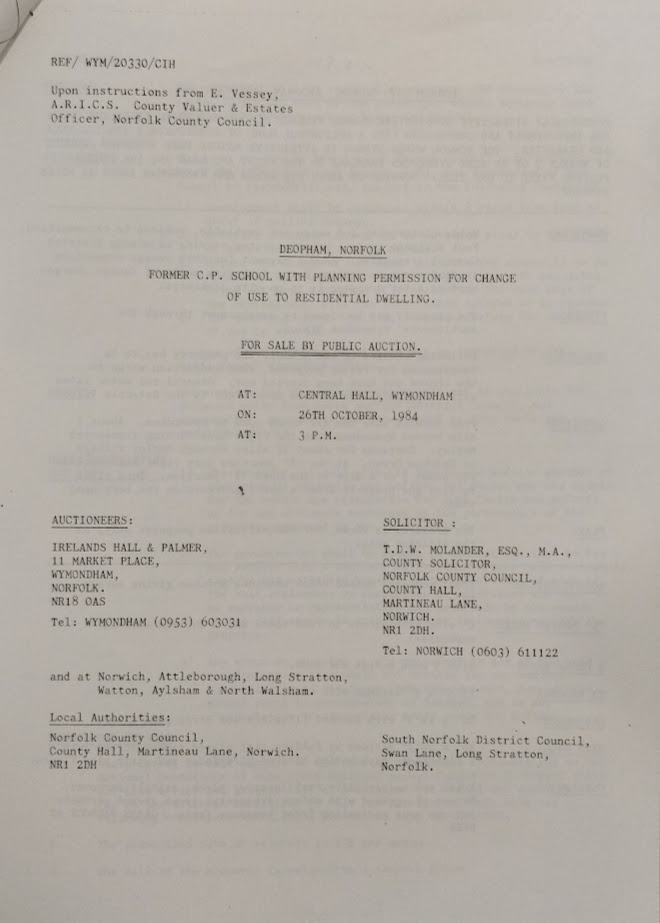 REF/ WYM/20330/CIH
Upon instructions from E. Vessey,
A.R.I.C.S. County Valuer & Estates
Officer, Norfolk County Council.
DEOPHAM, NORFOLK
FORMER C.P. SCHOOL WITH PLANNING PERMISSION FOR CHANGE
OF USE TO RESIDENTIAL DWELLING.
FOR SALE BY PUBLIC AUCTION.
AT: CENTRAL HALL, WYMONDHAM
ON: 26TH OCTOBER, 1984
AT: 3 P.M.
AUCTIONEERS:
IRELANDS HALL & PALMER,
11 MARKET PLACE,
WYMONDHAM,
NORFOLK.
NR18 OAS
Tel: WYMONDHAM (0953) 603031
SOLICITOR :
T.D.W. MOLANDER, ESQ., M.A.,
COUNTY SOLICITOR,
NORFOLK COUNTY COUNCIL,
COUNTY HALL,
MARTINEAU LANE,
NORWICH.
NR1 2DH.
Tel: NORWICH (0603) 611122
and at Norwich, Attleborough, Long Stratton,
Watton, Aylsham & North Walsham.
Local Authorities:
Norfolk County Council,
County Hall, Martineau Lane, Norwich.
NR1 2DH
South Norfolk District Council,
Swan Lane, Long Stratton,
Norfolk.